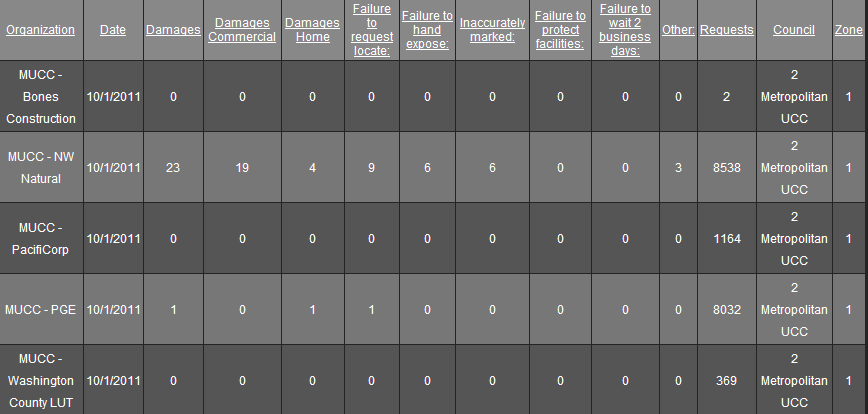 Organization Date Damages Damages Commercial Damages Home Failure to request locate: Failure to hand expose: Inaccurately marked: Failure to protect facilities: Failure to wait 2 business days: Other: Requests Council Zone
MUCC - Bones Construction 10/1/2011 0 0 0 0 0 0 0 0 0 2 2 Metropolitan UCC 1
MUCC - NW Natural 10/1/2011 23 19 4 9 6 6 0 0 3 8538 2 Metropolitan UCC 1
MUCC - PacifiCorp 10/1/2011 0 0 0 0 0 0 0 0 0 1164 2 Metropolitan UCC 1
MUCC - PGE 10/1/2011 1 0 1 1 0 0 0 0 0 8032 2 Metropolitan UCC 1
MUCC - Washington County LUT 10/1/2011 0 0 0 0 0 0 0 0 0 369 2 Metropolitan UCC 1